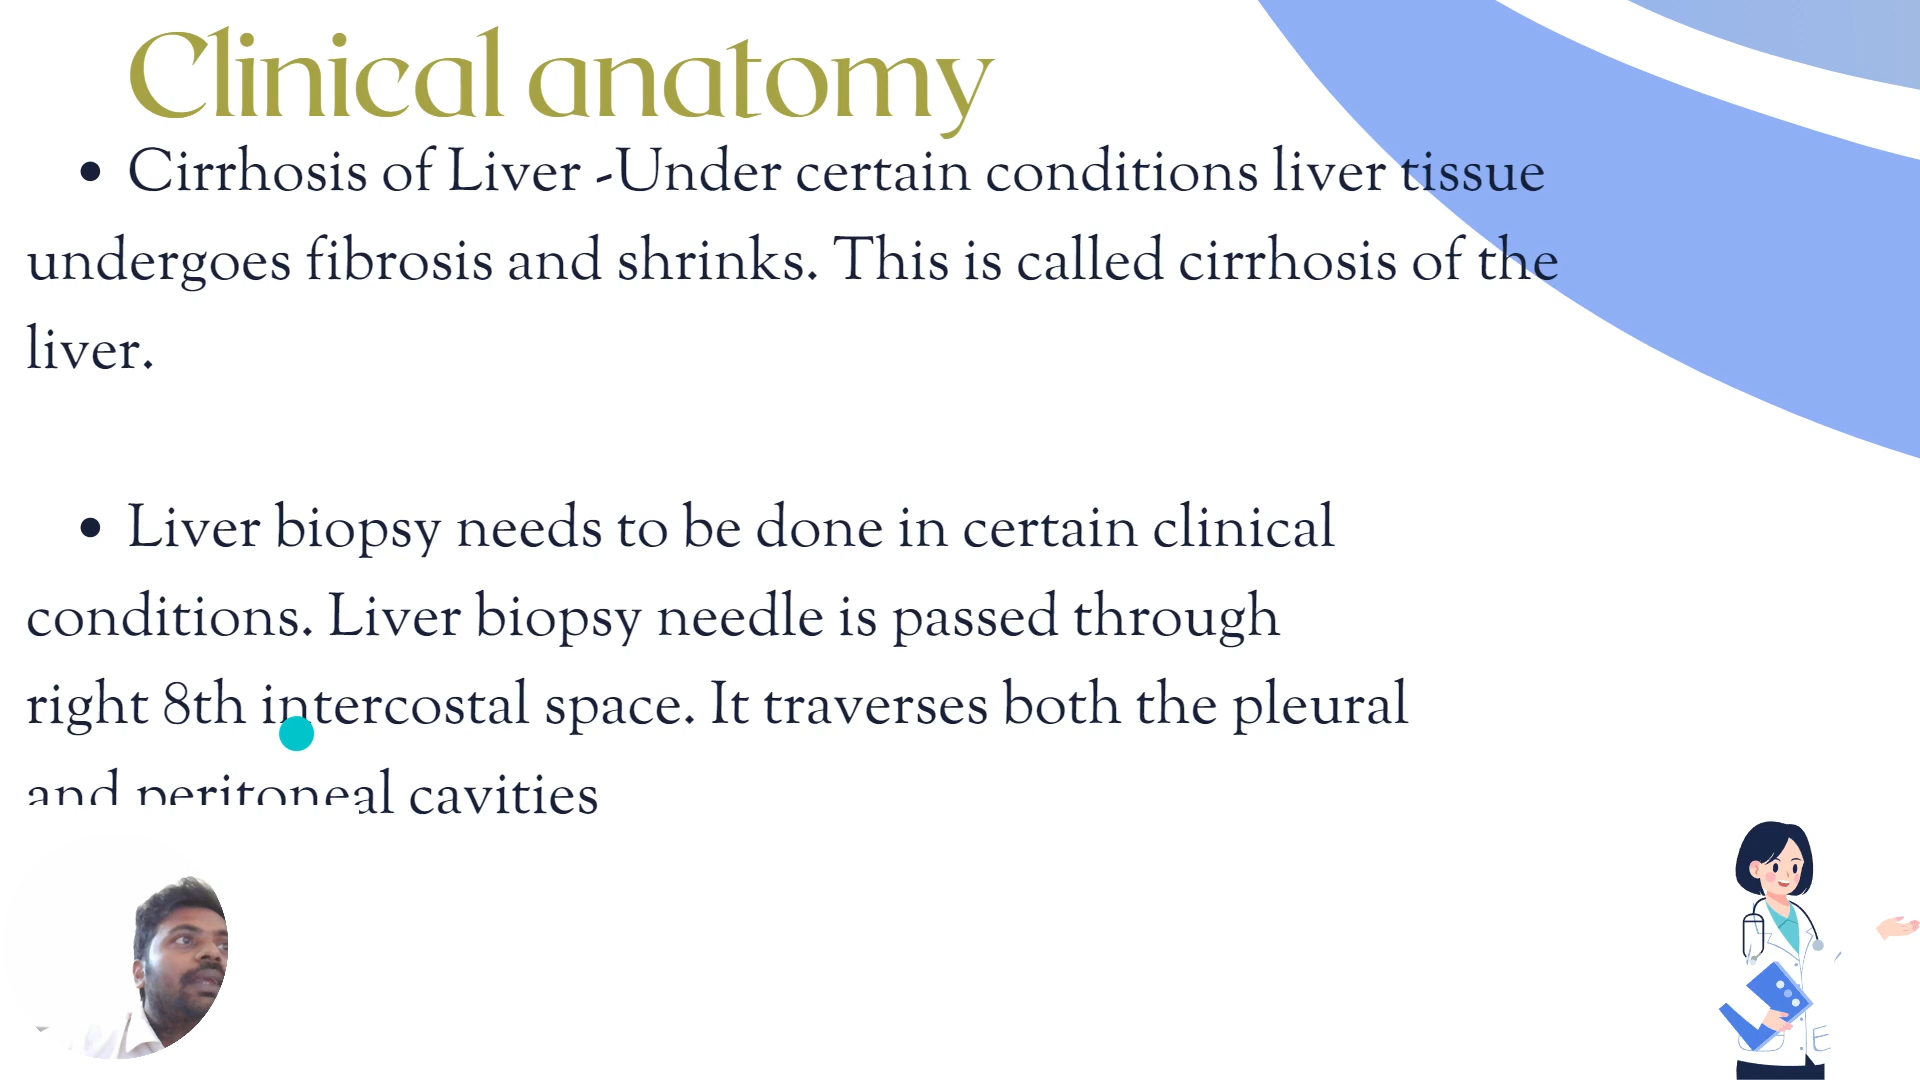 Clinical anatomy
• Cirrhosis of Liver -Under certain conditions liver tissue
undergoes fibrosis and shrinks. This is called cirrhosis of the
liver.
• Liver biopsy needs to be done in certain clinical
conditions. Liver biopsy needle is passed through
right 8th intercostal space. It traverses both the pleural
and peritoneal cavities